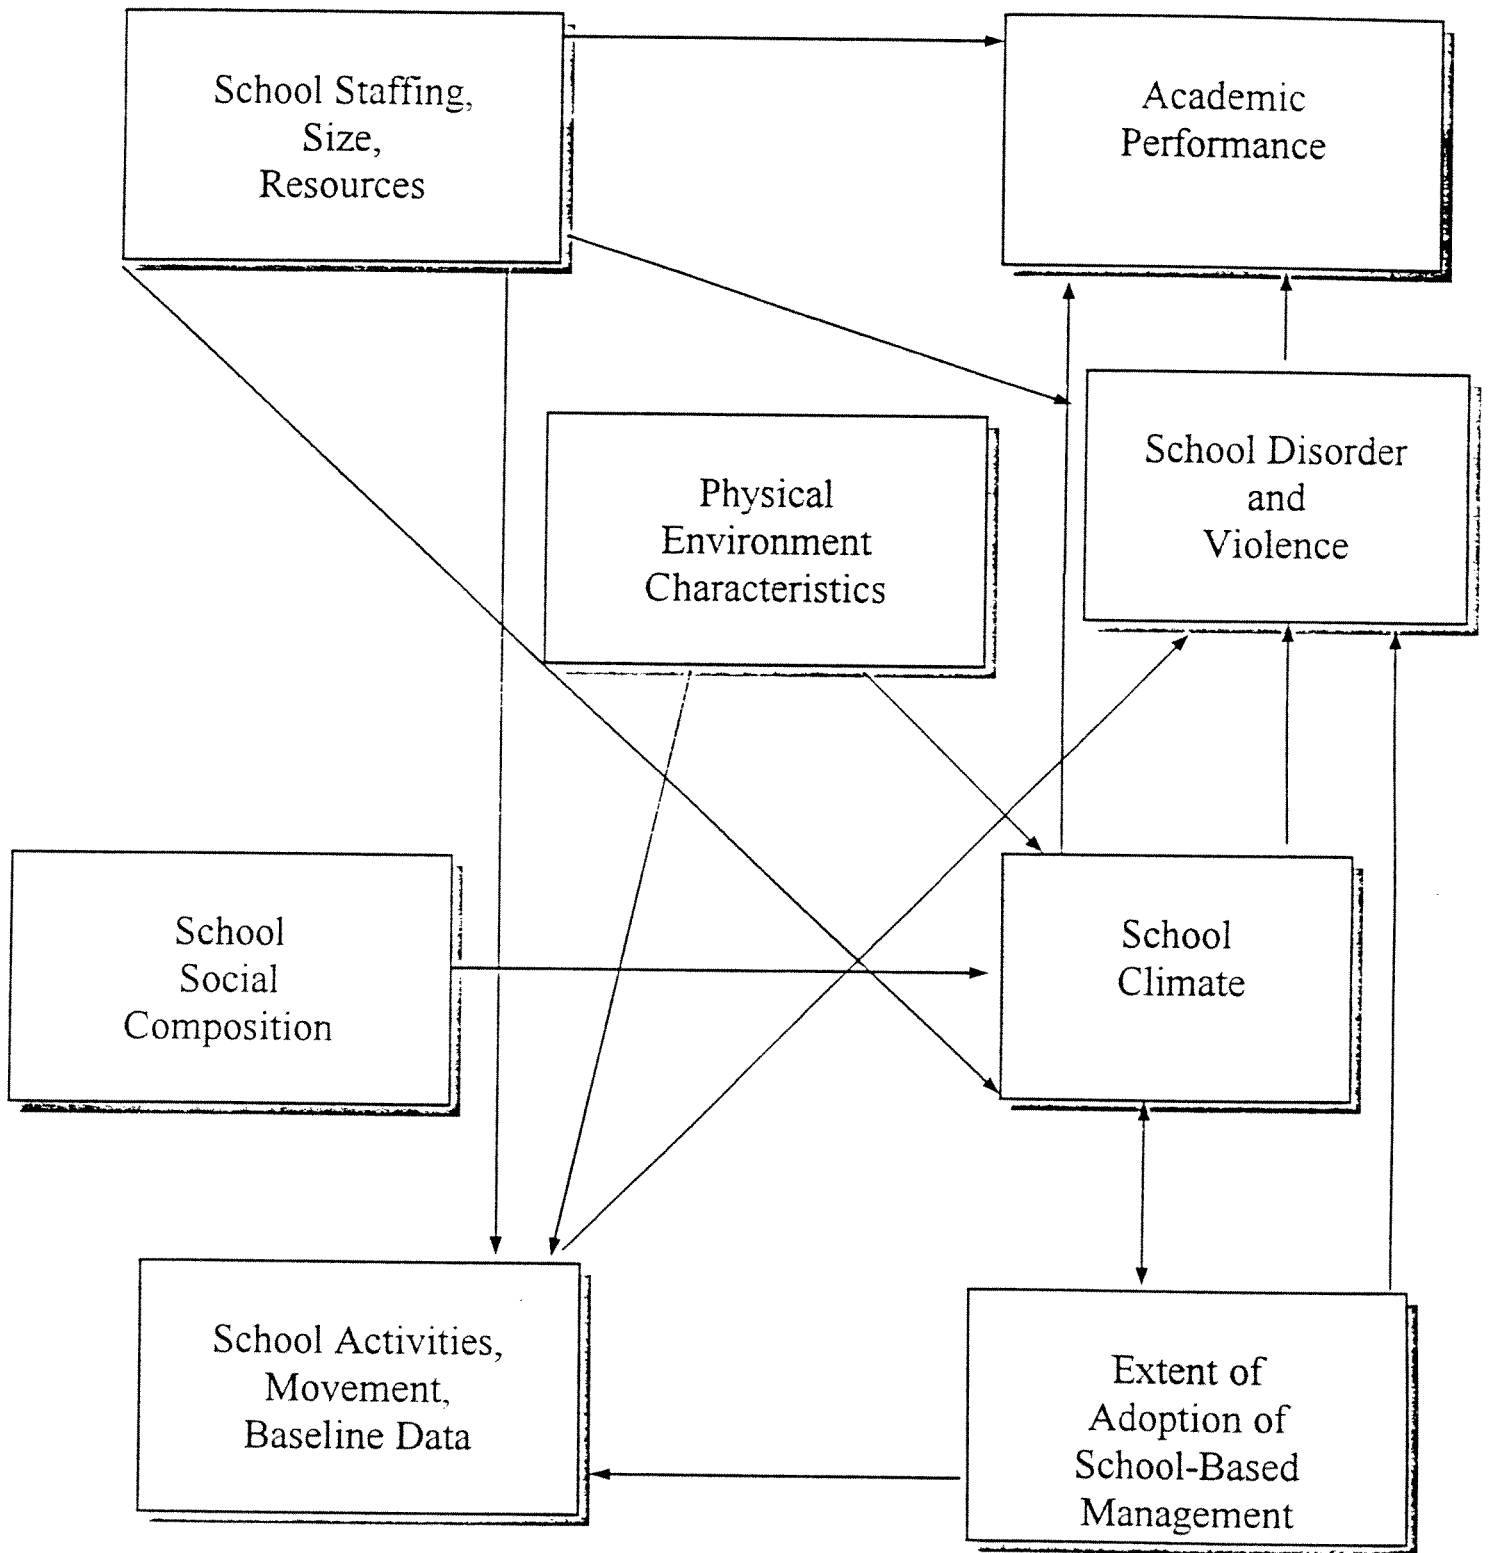 School Staffing,
Size,
Resources
Academic
Performance
School Disorder
and
Violence
Physical
Environment
Characteristics
School
Social
Composition
School
Climate
School Activities,
Movement,
Baseline Data
Extent of
Adoption of
School-Based
Management